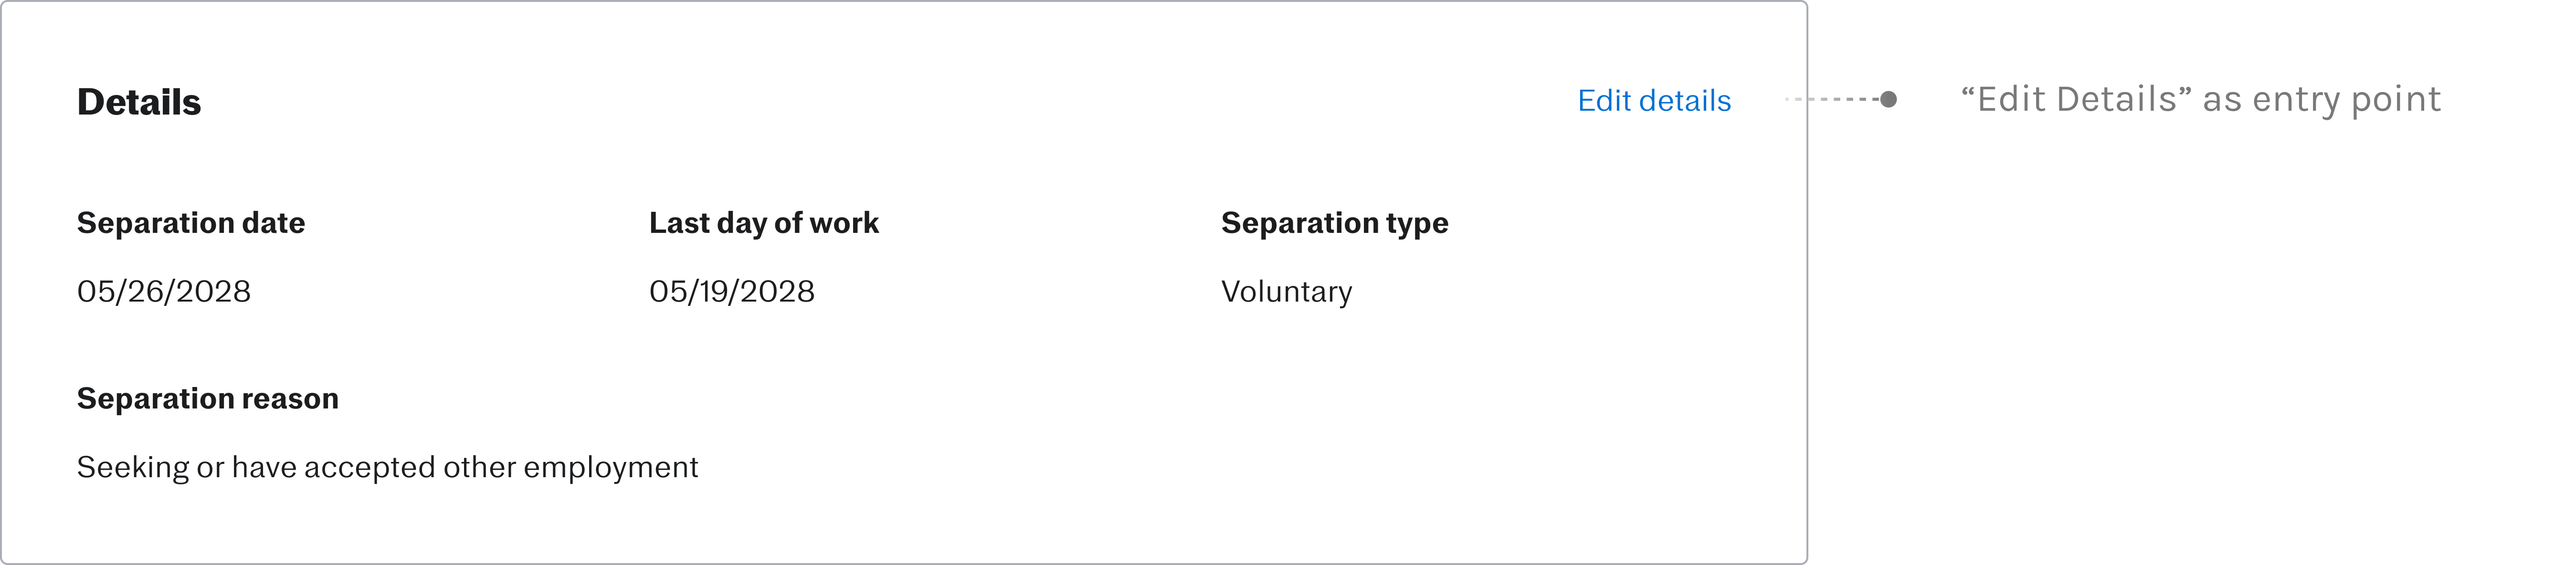 Details
Edit details
“Edit Details” as entry point
Separation date
Last day of work
Separation type
05/26/2028
05/19/2028
Voluntary
Separation reason
Seeking or have accepted other employment